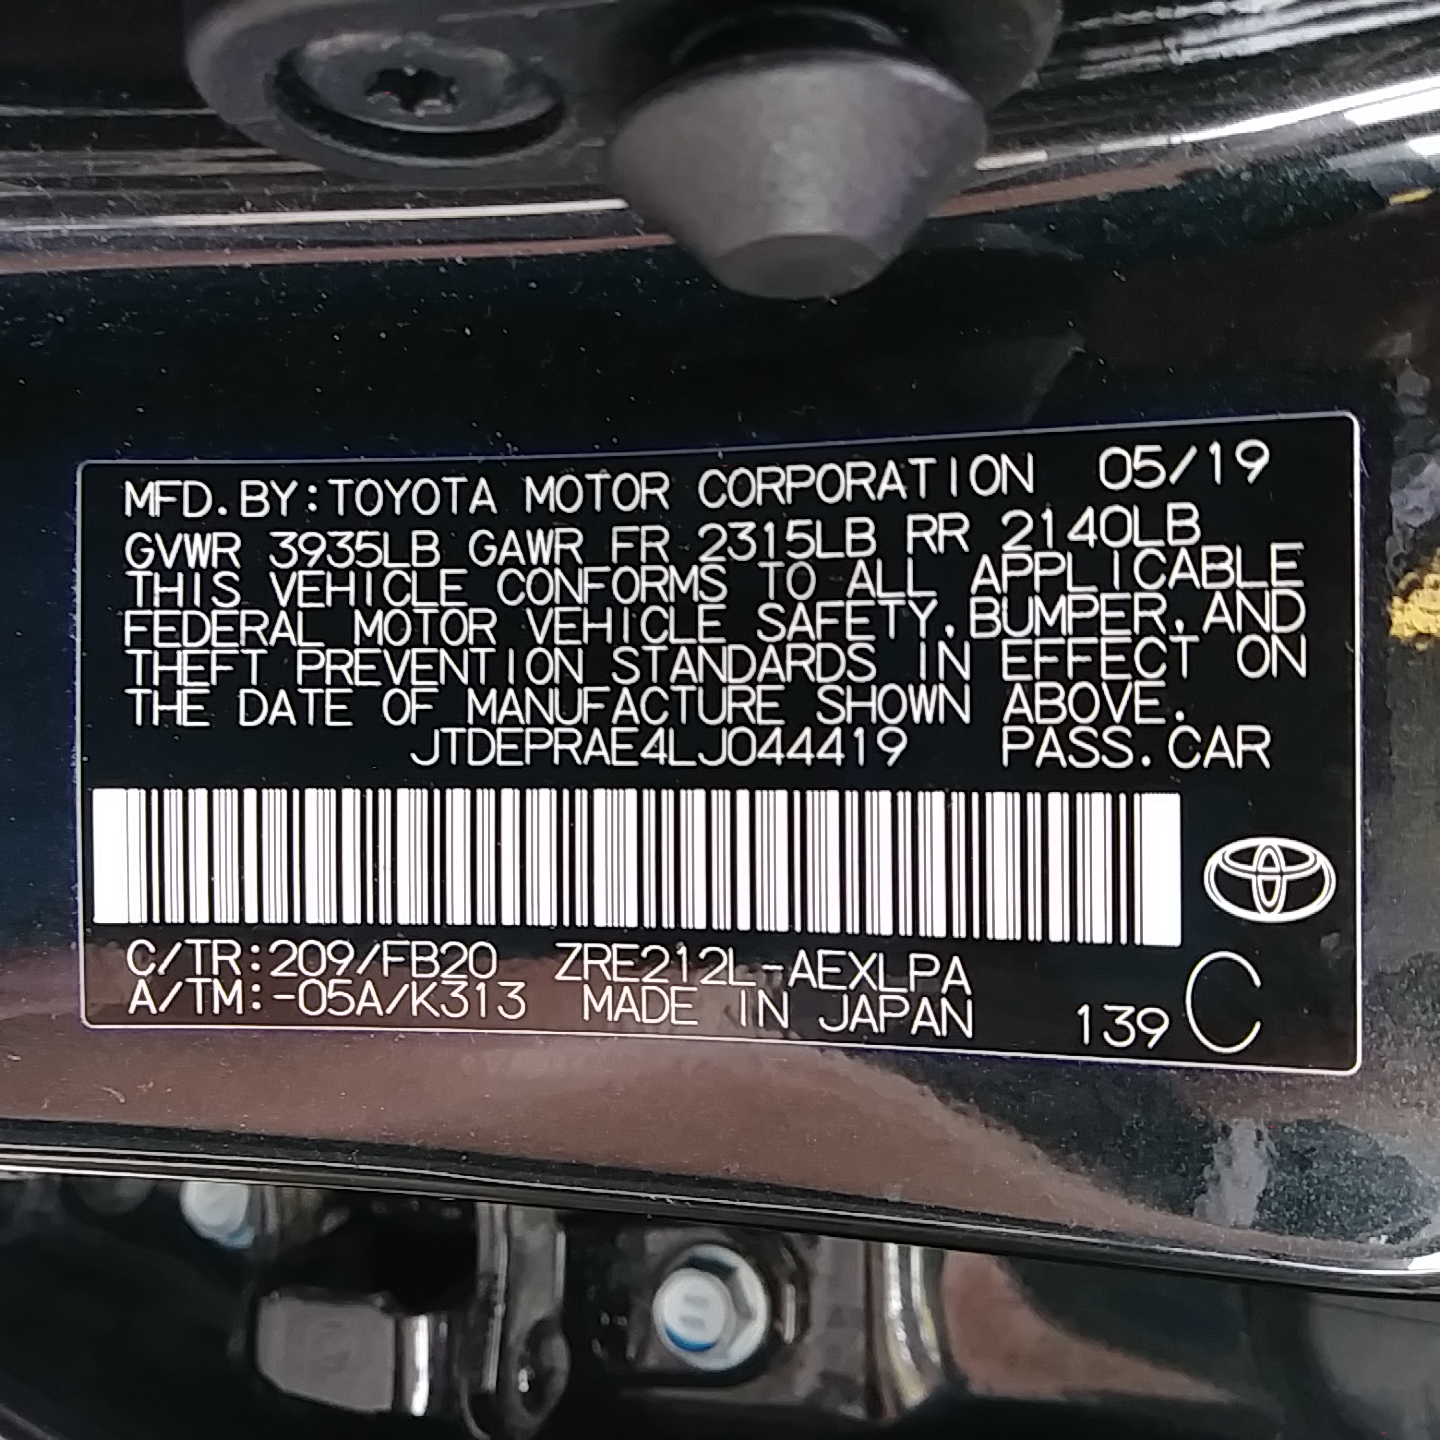 MFD.BY:TOYOTA MOTOR CORPORATION 05/19
GVWR 3935LB GAWR FR 2315LB RR 2140LB
THIS VEHICLE CONFORMS TO ALL APPLICABLE
FEDERAL MOTOR VEHICLE SAFETY,BUMPER,AND
THEFT PREVENTION STANDARDS IN EFFECT ON
THE DATE OF MANUFACTURE SHOWN ABOVE.
JTDEPRAE4LJ044419 PASS.CAR
C/TR:209/FB20 ZRE212L-AEXLPA
A/TM:-05A/K313 MADE IN JAPAN 139 C